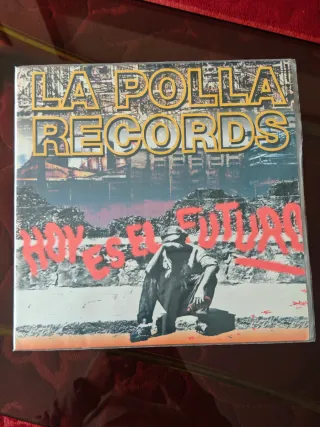 LA POLLA
RECORDS
HOY ES EL FUTURO